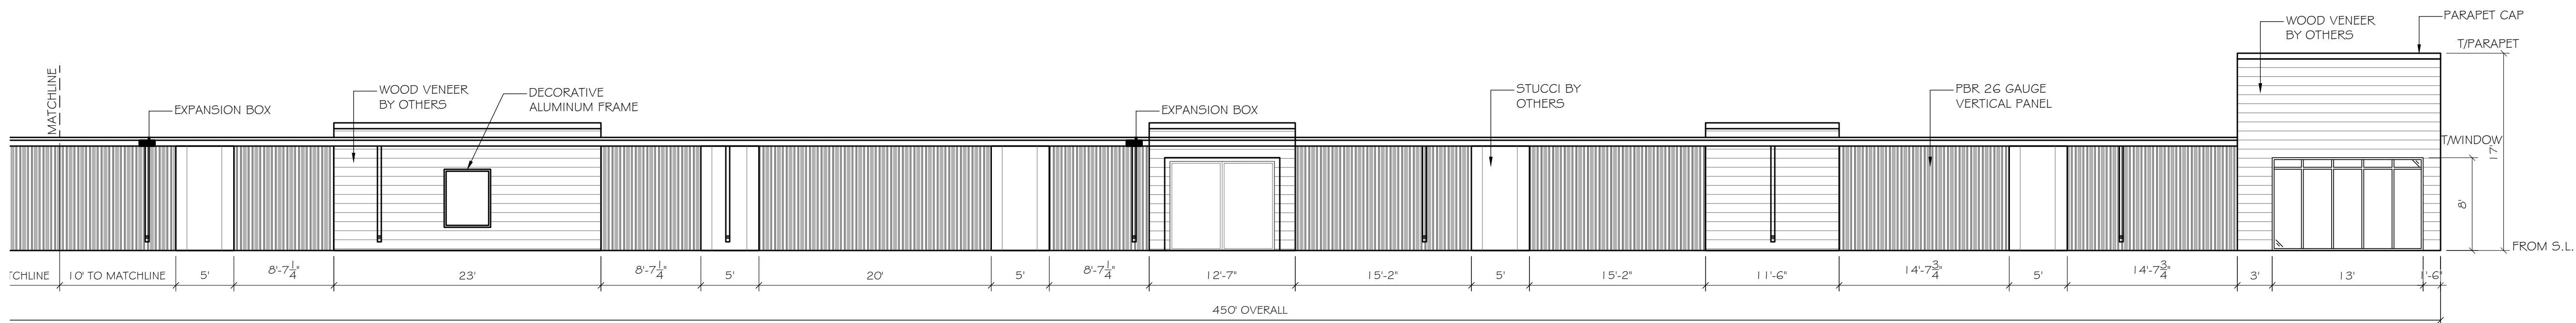 WOOD VENEER
BY OTHERS
PARAPET CAP
T/PARAPET
MATCHLINE
WOOD VENEER
BY OTHERS
DECORATIVE
ALUMINUM FRAME
STUCCI BY
OTHERS
PBR 26 GAUGE
VERTICAL PANEL
EXPANSION BOX
EXPANSION BOX
T/WINDOW
17'
8'
FROM S.L.
TCHLINE
10' TO MATCHLINE
5'
8'-7 1/4"
23'
8'-7 1/4"
5'
20'
5'
8'-7 1/4"
12'-7"
15'-2"
5'
15'-2"
11'-6"
14'-7 3/4"
5'
14'-7 3/4"
3'
13'
1'-6"
450' OVERALL